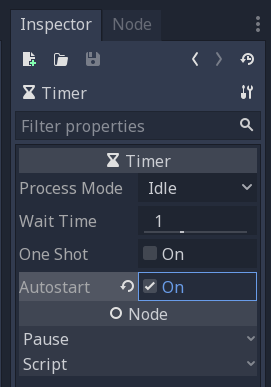 Inspector Node
Timer
Filter properties
Timer
Process Mode Idle
Wait Time 1
One Shot On
Autostart On
Node
Pause
Script